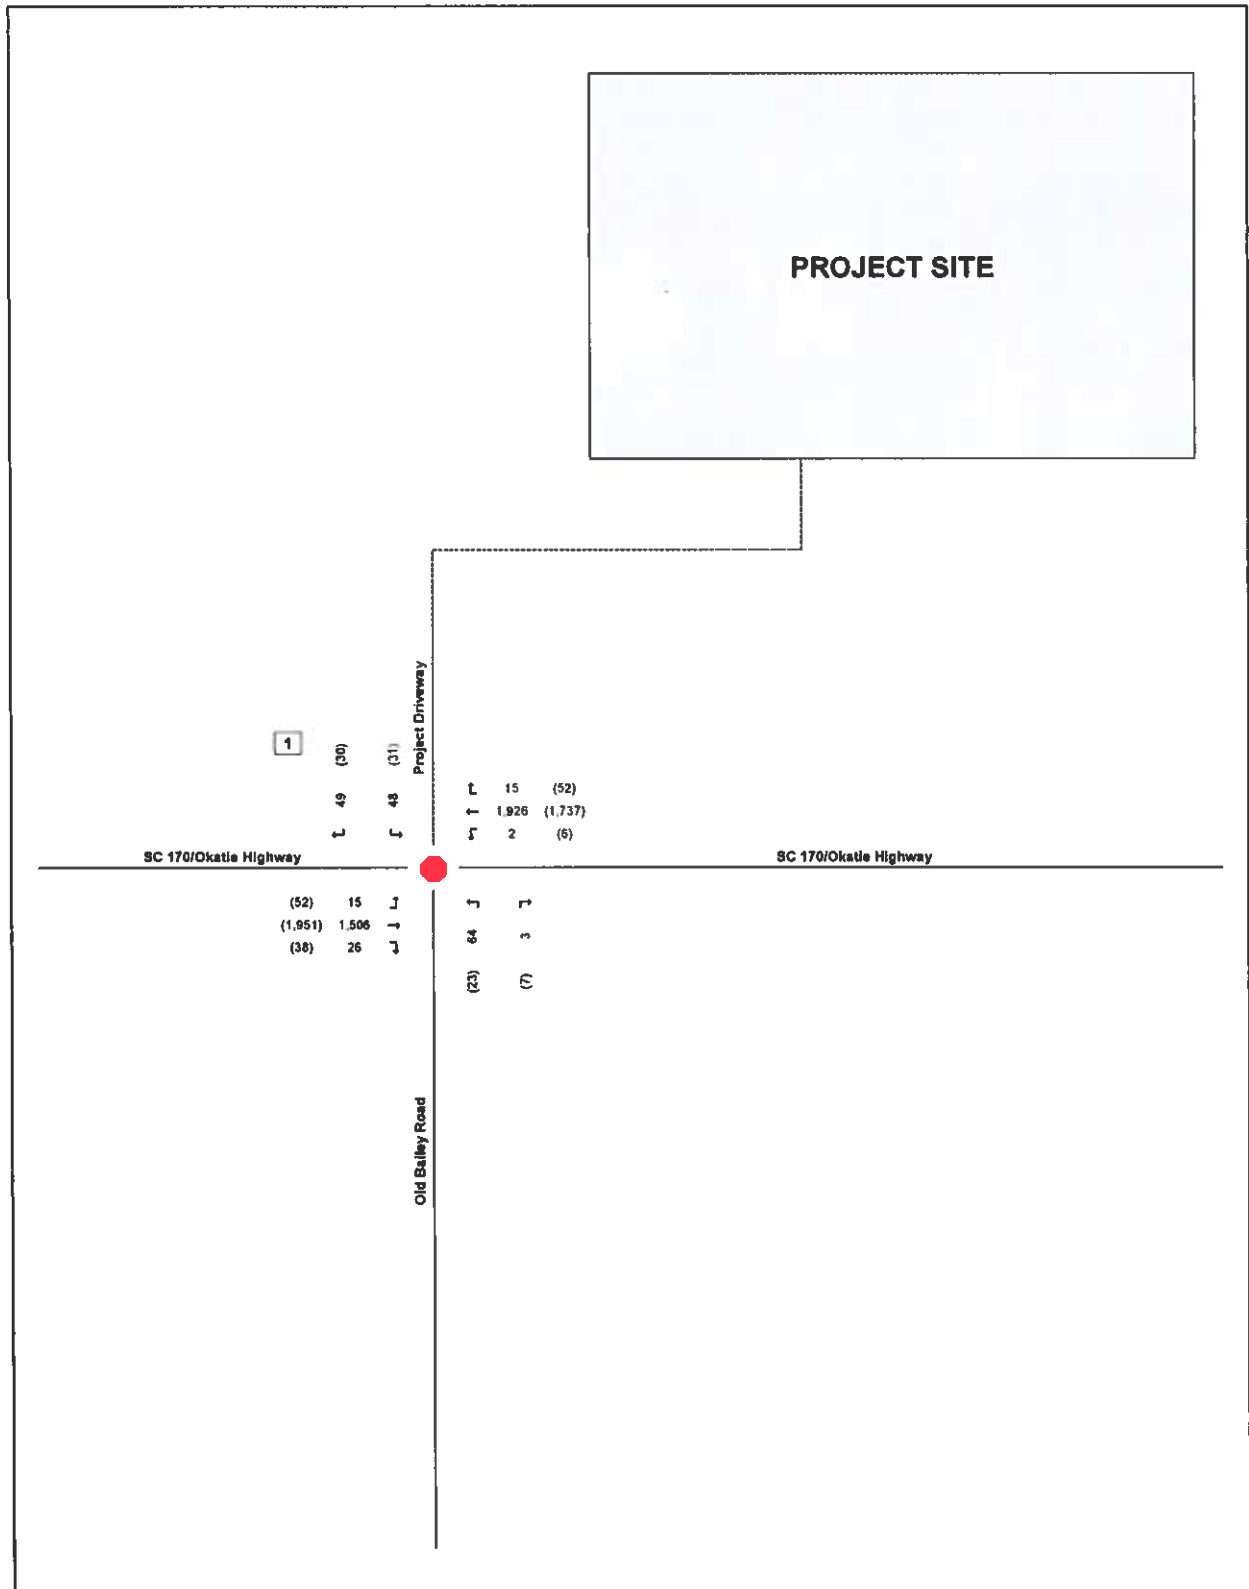 PROJECT SITE
Project Driveway
1
(30) (31)
49 48
15 (52)
1,926 (1,737)
2 (6)
SC 170/Okatie Highway
SC 170/Okatie Highway
(52) 15
(1,951) 1,506
(38) 26
64 3
(23) (7)
Old Bailey Road